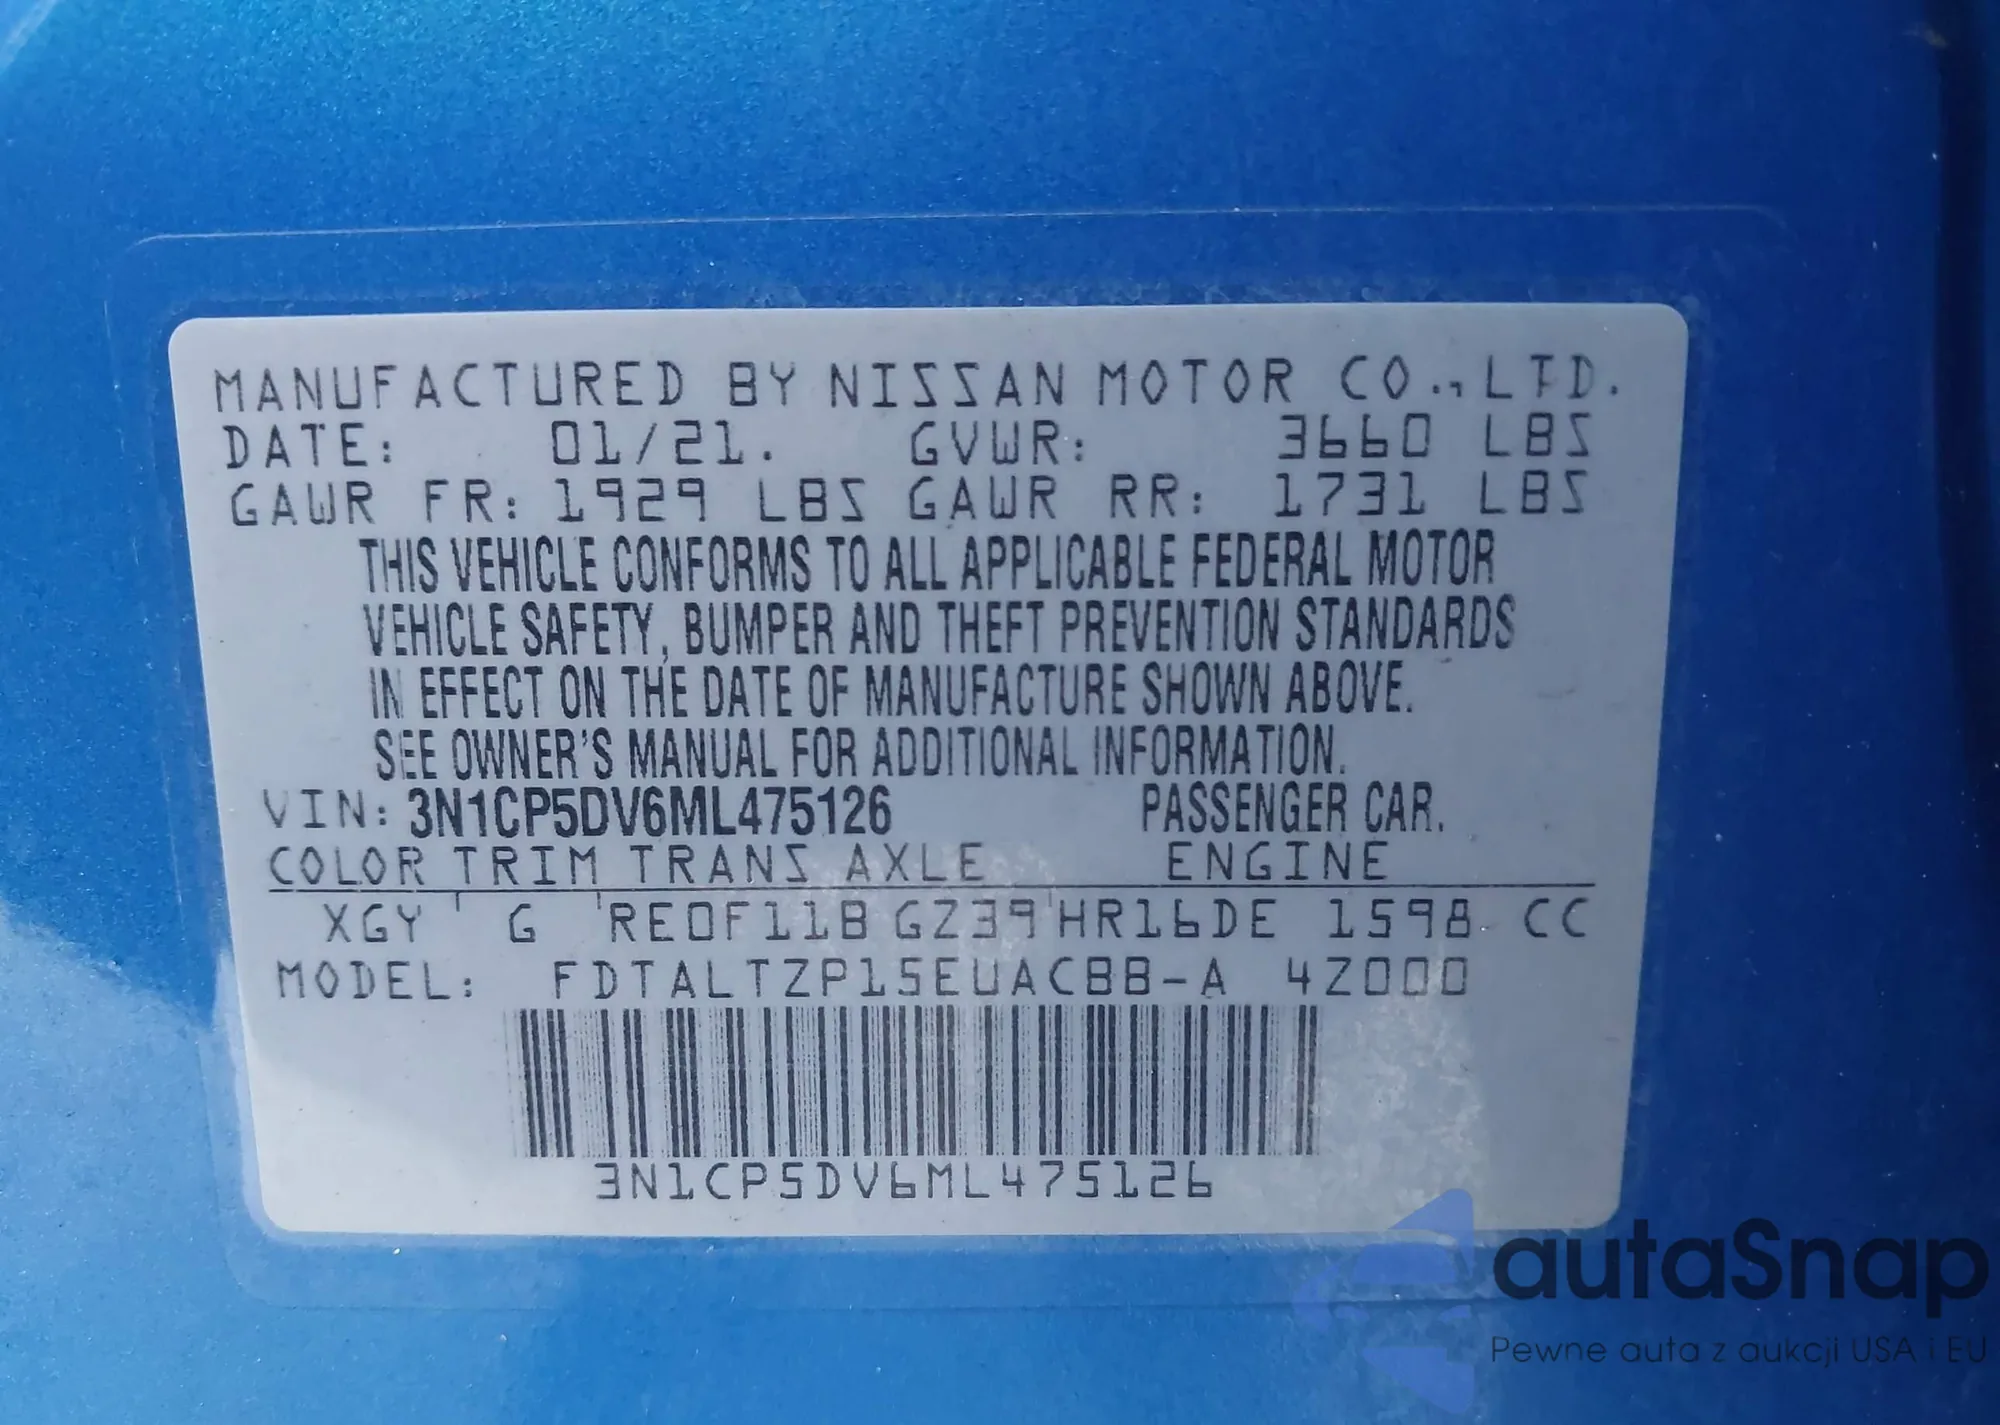 MANUFACTURED BY NISSAN MOTOR CO., LTD.
DATE: 01/21. GVWR: 3660 LBS
GAWR FR: 1929 LBS GAWR RR: 1731 LBS
THIS VEHICLE CONFORMS TO ALL APPLICABLE FEDERAL MOTOR
VEHICLE SAFETY, BUMPER AND THEFT PREVENTION STANDARDS
IN EFFECT ON THE DATE OF MANUFACTURE SHOWN ABOVE.
SEE OWNER'S MANUAL FOR ADDITIONAL INFORMATION.
VIN: 3N1CP5DV6ML475126 PASSENGER CAR.
COLOR TRIM TRANS AXLE ENGINE
XGY G RE0F11B GZ39 HR16DE 1598 CC
MODEL: FDTALTZP15EUACBB-A 4Z000
3N1CP5DV6ML475126
autaSnap
Pewne auta z aukcji USA i EU